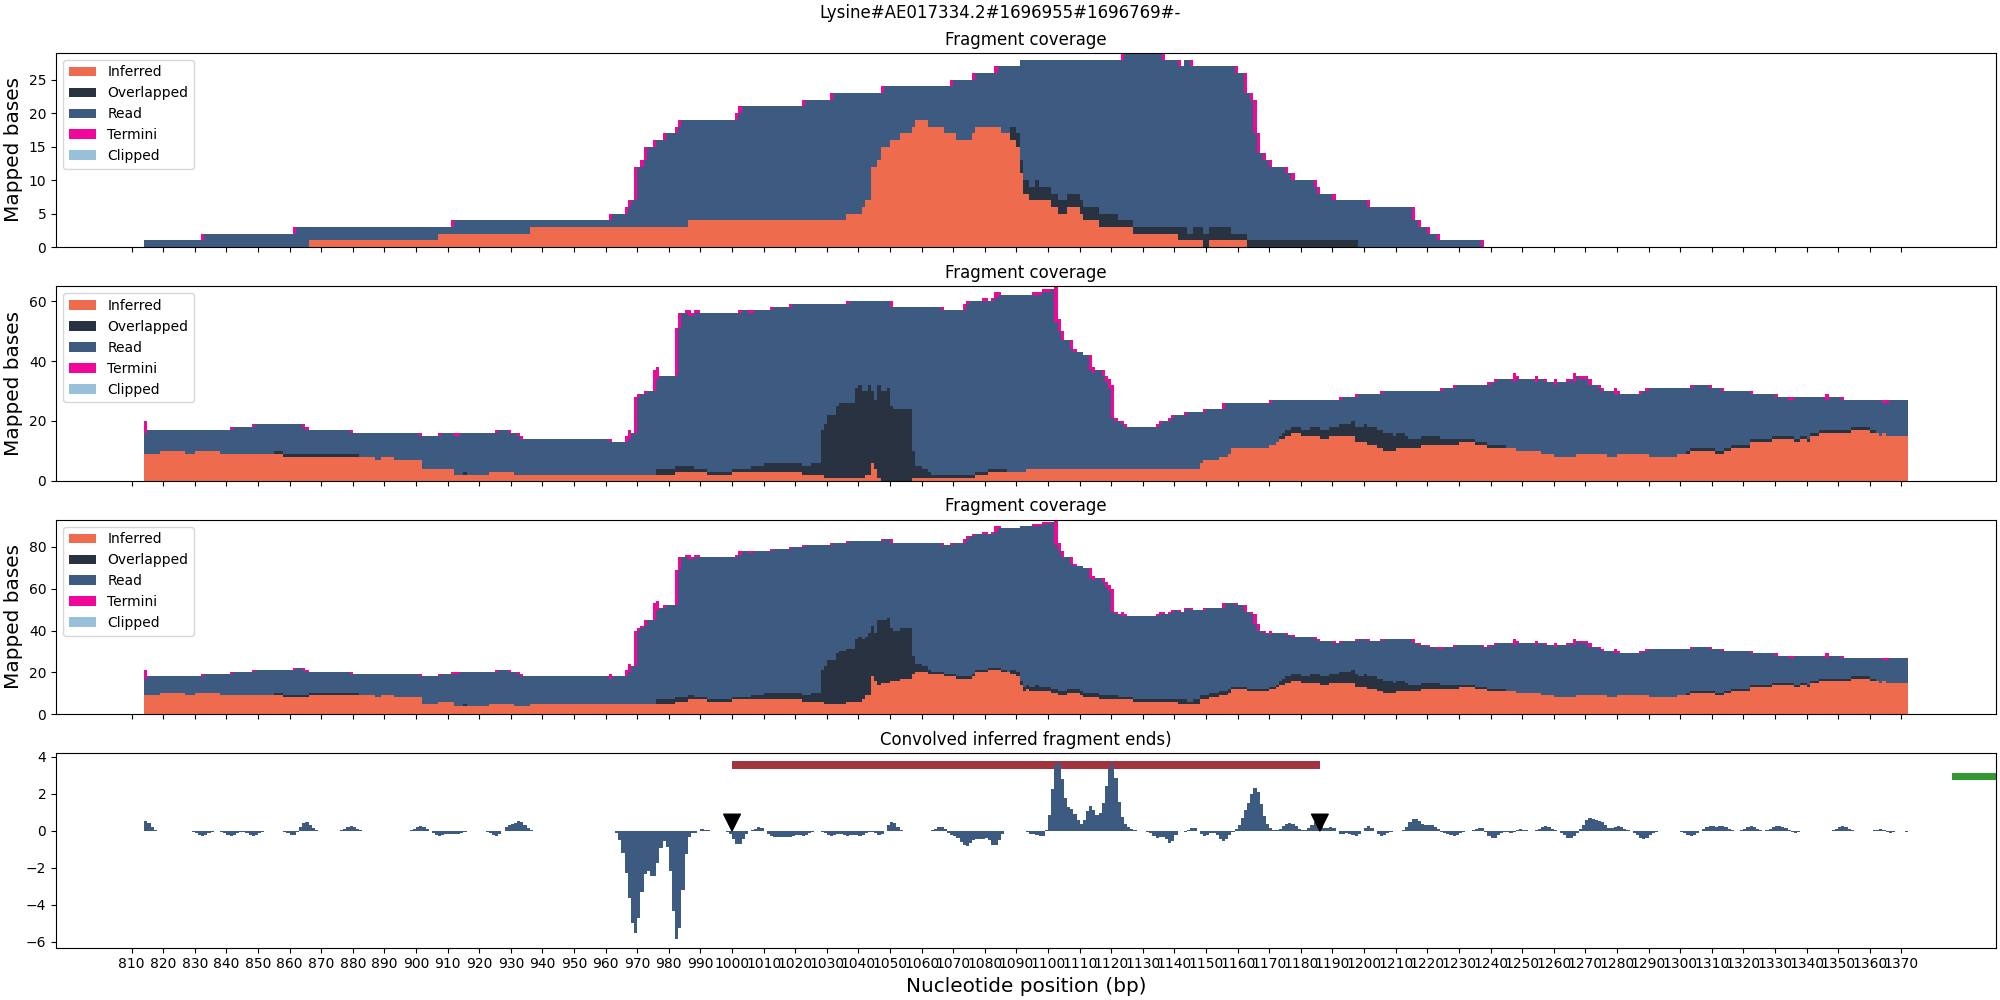 Lysine#AE017334.2#1696955#1696769#-
Fragment coverage
Mapped bases
25
20
15
10
5
0
Inferred
Overlapped
Read
Termini
Clipped
Fragment coverage
Mapped bases
60
40
20
0
Inferred
Overlapped
Read
Termini
Clipped
Fragment coverage
Mapped bases
80
60
40
20
0
Inferred
Overlapped
Read
Termini
Clipped
Convolved inferred fragment ends)
4
2
0
−2
−4
−6
810 820 830 840 850 860 870 880 890 900 910 920 930 940 950 960 970 980 990 1000 1010 1020 1030 1040 1050 1060 1070 1080 1090 1100 1110 1120 1130 1140 1150 1160 1170 1180 1190 1200 1210 1220 1230 1240 1250 1260 1270 1280 1290 1300 1310 1320 1330 1340 1350 1360 1370
Nucleotide position (bp)